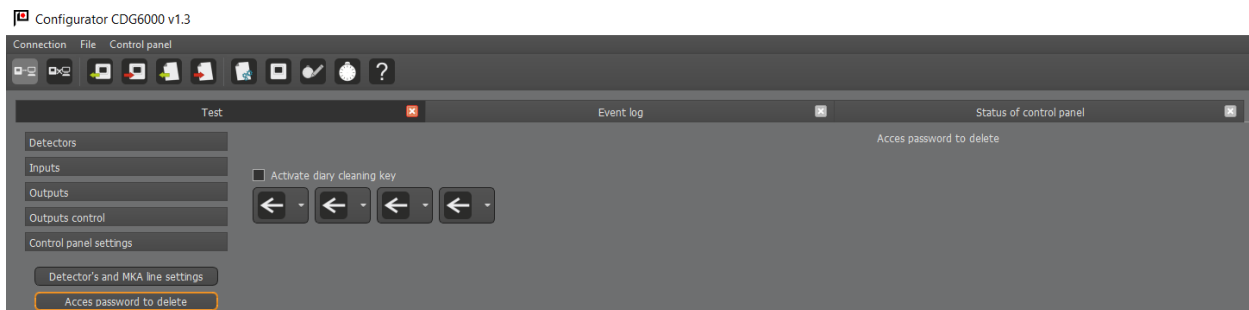 Configurator CDG6000 v1.3
Connection File Control panel
?
Test Event log Status of control panel
Acces password to delete
Detectors
Inputs
Activate diary cleaning key
Outputs
Outputs control
Control panel settings
Detector's and MKA line settings
Acces password to delete